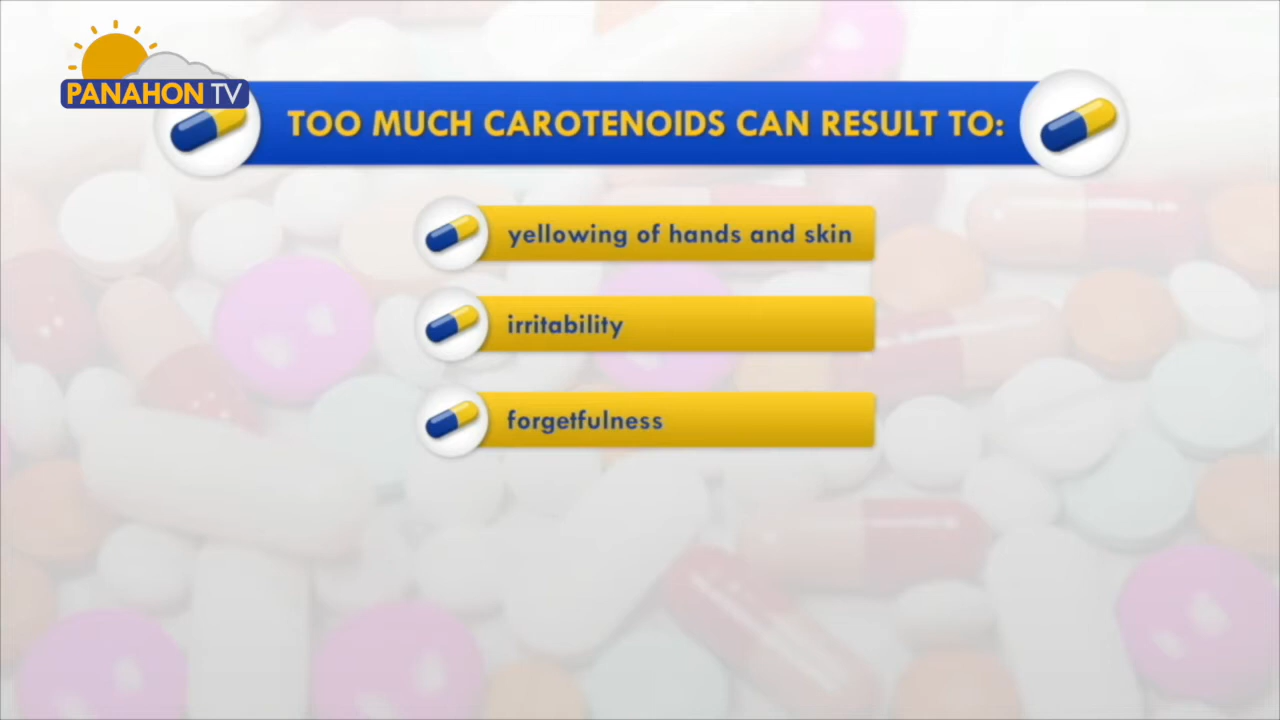 PANAHON TV
TOO MUCH CAROTENOIDS CAN RESULT TO:
yellowing of hands and skin
irritability
forgetfulness